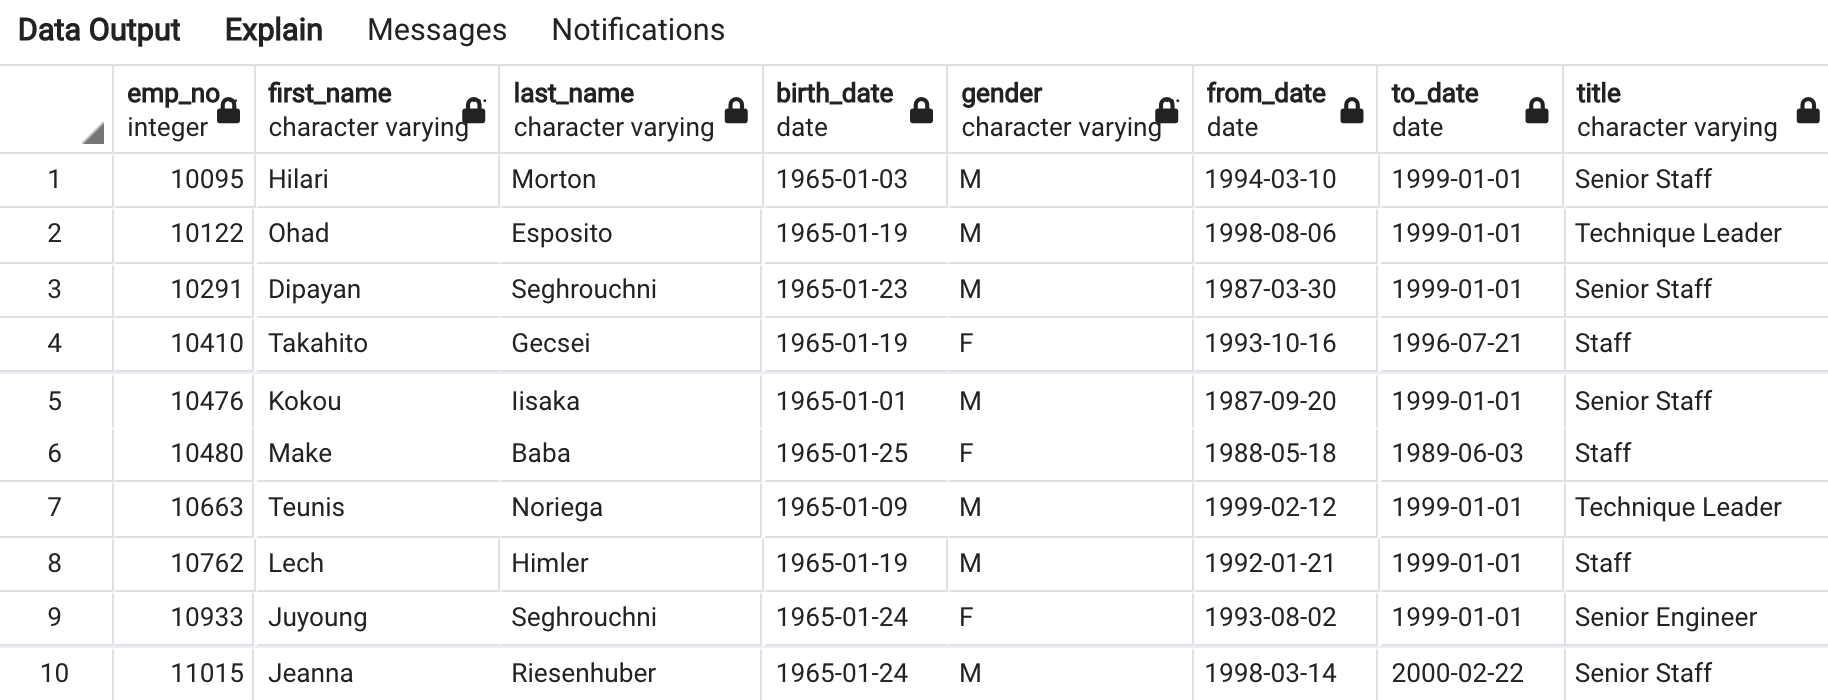 Data Output Explain Messages Notifications
emp_no first_name last_name birth_date gender from_date to_date title
integer character varying character varying date character varying date date character varying
1 10095 Hilari Morton 1965-01-03 M 1994-03-10 1999-01-01 Senior Staff
2 10122 Ohad Esposito 1965-01-19 M 1998-08-06 1999-01-01 Technique Leader
3 10291 Dipayan Seghrouchni 1965-01-23 M 1987-03-30 1999-01-01 Senior Staff
4 10410 Takahito Gecsei 1965-01-19 F 1993-10-16 1996-07-21 Staff
5 10476 Kokou Iisaka 1965-01-01 M 1987-09-20 1999-01-01 Senior Staff
6 10480 Make Baba 1965-01-25 F 1988-05-18 1989-06-03 Staff
7 10663 Teunis Noriega 1965-01-09 M 1999-02-12 1999-01-01 Technique Leader
8 10762 Lech Himler 1965-01-19 M 1992-01-21 1999-01-01 Staff
9 10933 Juyoung Seghrouchni 1965-01-24 F 1993-08-02 1999-01-01 Senior Engineer
10 11015 Jeanna Riesenhuber 1965-01-24 M 1998-03-14 2000-02-22 Senior Staff